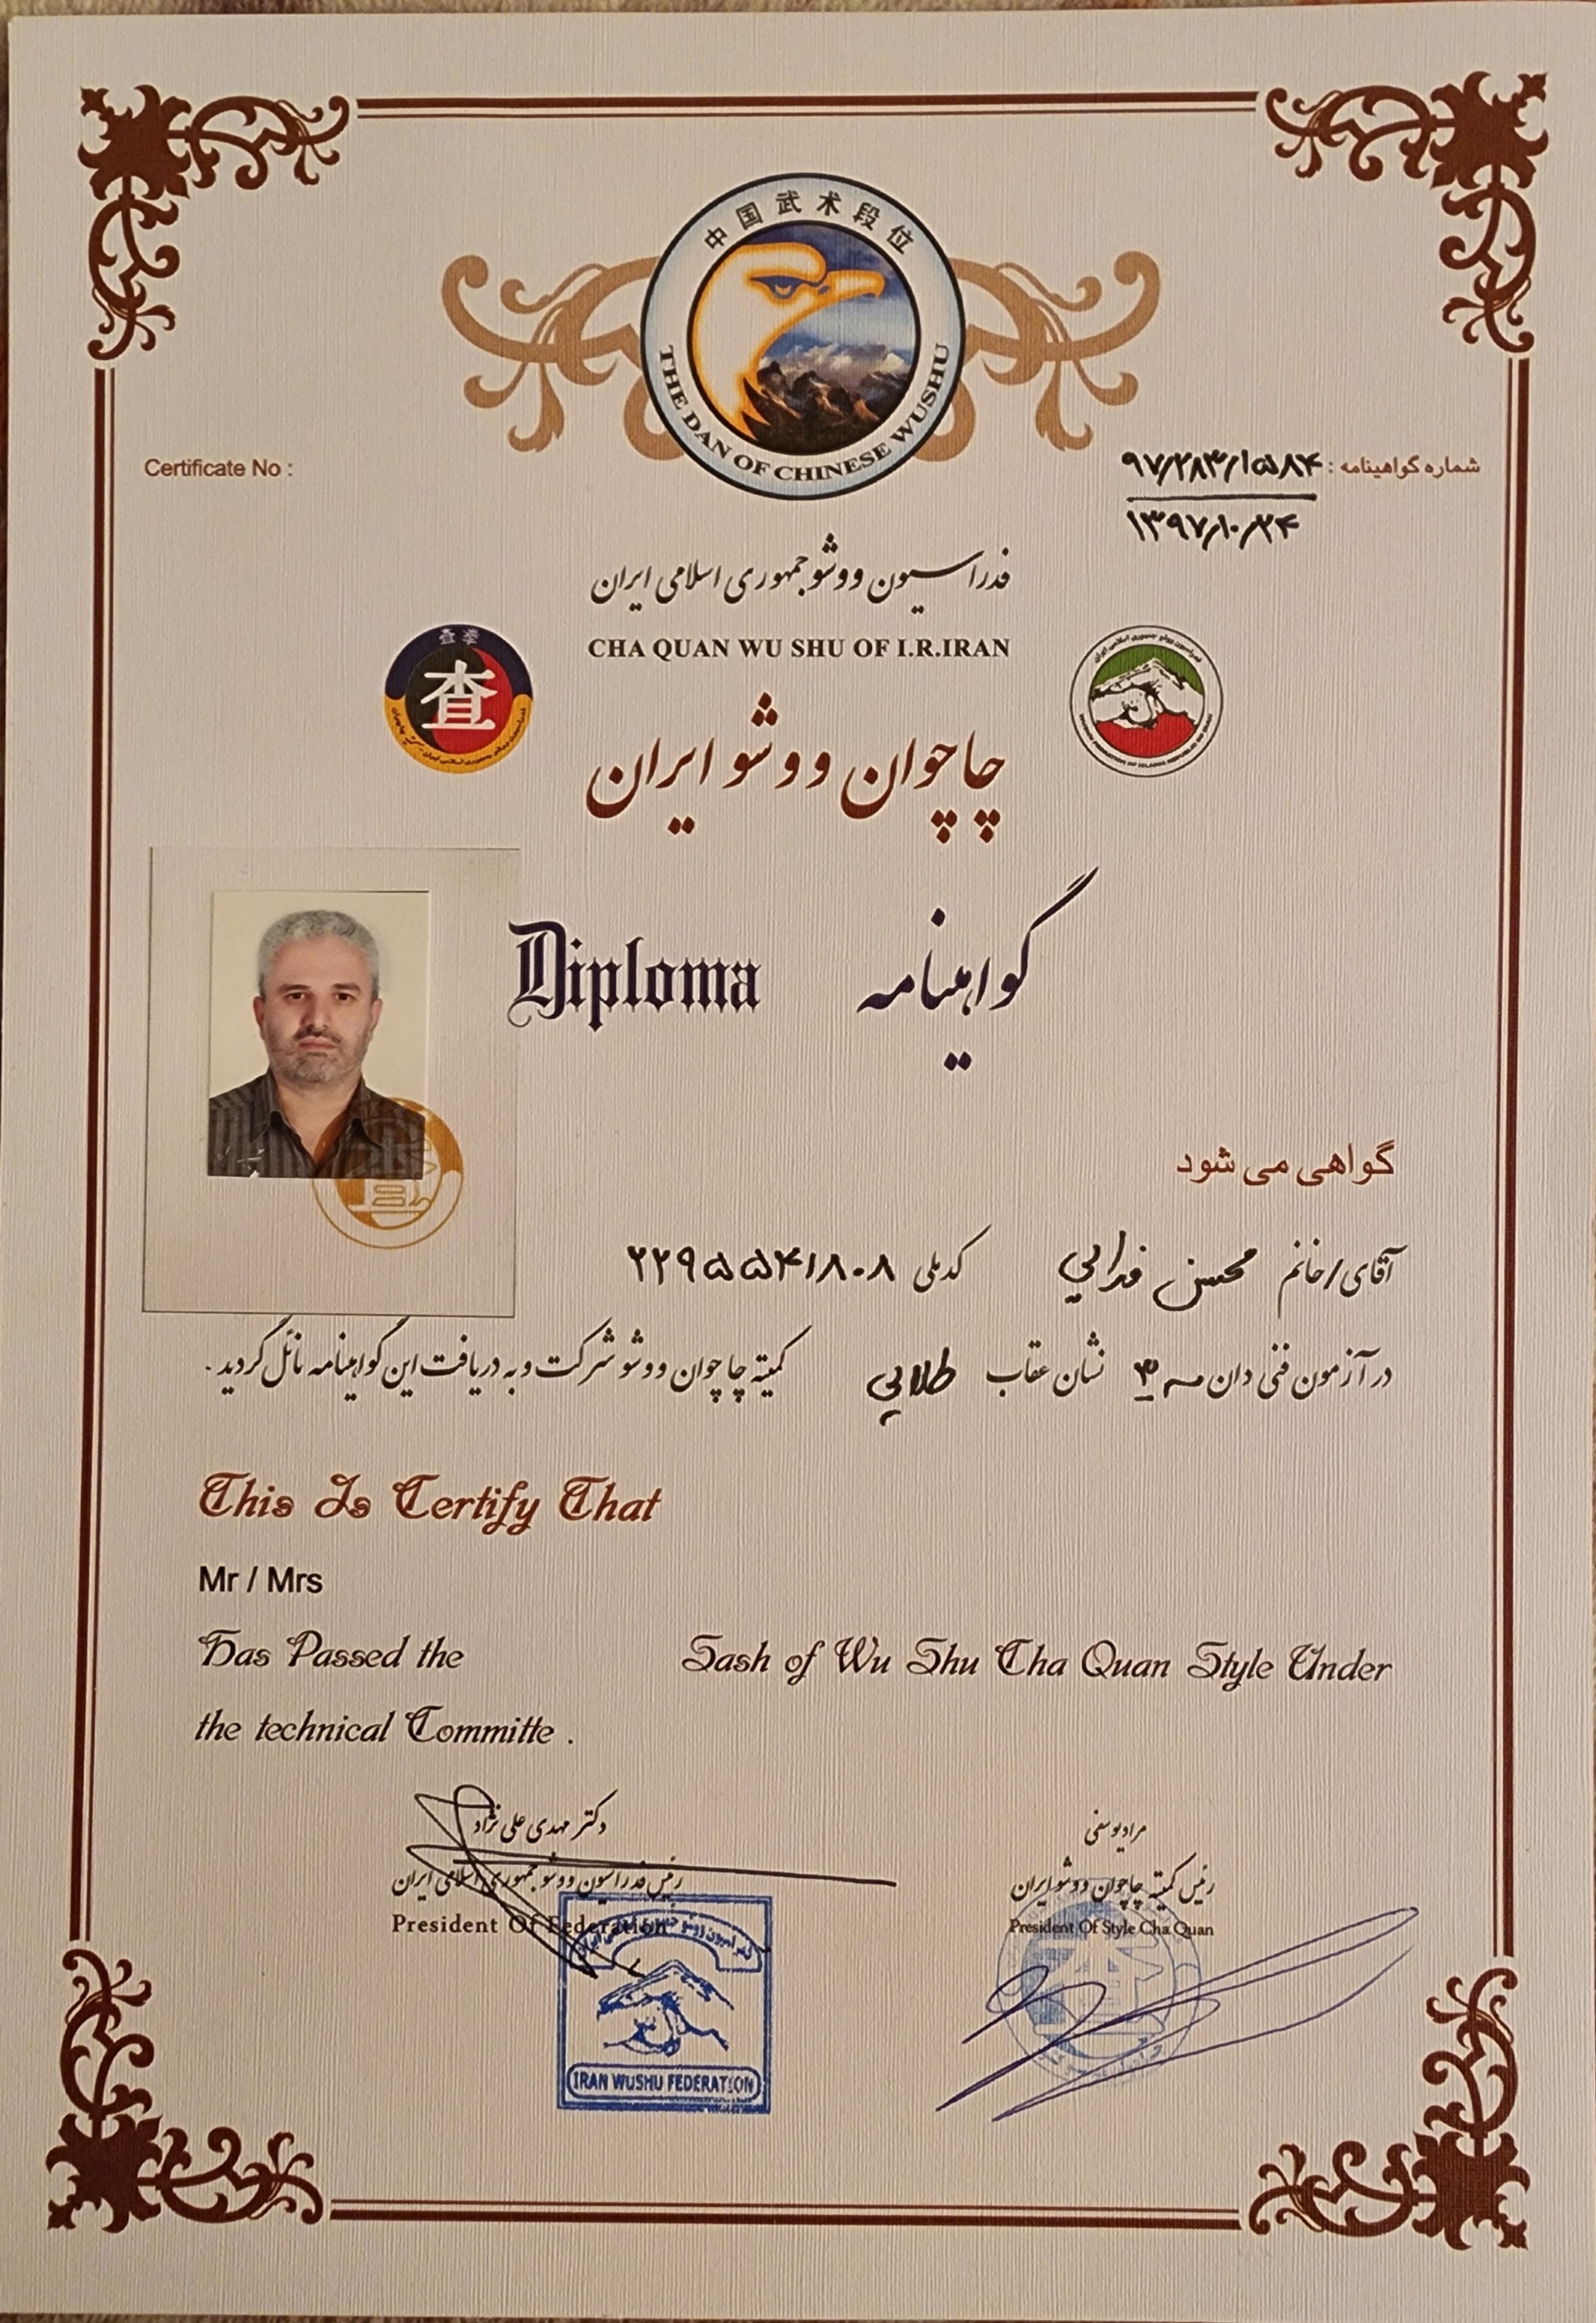 中国武术段位
THE DAN OF CHINESE WUSHU
Certificate No :
شماره گواهینامه : ۹۷/۲۸۳/۱۵۸۴
۱۳۹۷/۱۰/۲۴
فدراسیون ووشو جمهوری اسلامی ایران
CHA QUAN WU SHU OF I.R.IRAN
查拳
查
چاچوان ووشو ایران
Diploma گواهینامه
گواهی می شود
آقای/خانم محسن فدایی کد ملی ۲۲۹۵۵۴۱۸۰۸
در آزمون فنی دان ۳ نشان عقاب طلایی کمیته چاچوان ووشو شرکت و به دریافت این گواهینامه نائل گردید .
This Is Certify That
Mr / Mrs
Has Passed the Sash of Wu Shu Cha Quan Style Under
the technical Committe .
دکتر مهدی علی نژاد
رئیس فدراسیون ووشو جمهوری اسلامی ایران
President Of Federation
IRAN WUSHU FEDERATION
مراد یوسفی
رئیس کمیته چاچوان ووشو ایران
President Of Style Cha Quan